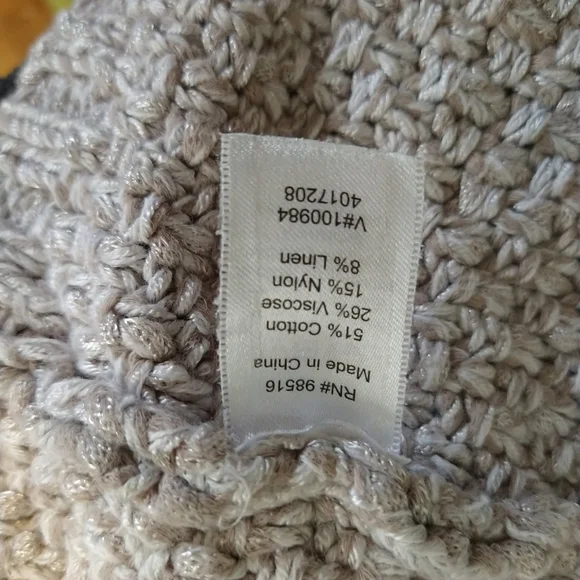 RN# 98516
Made in China
51% Cotton
26% Viscose
15% Nylon
8% Linen
V#100984
4017208